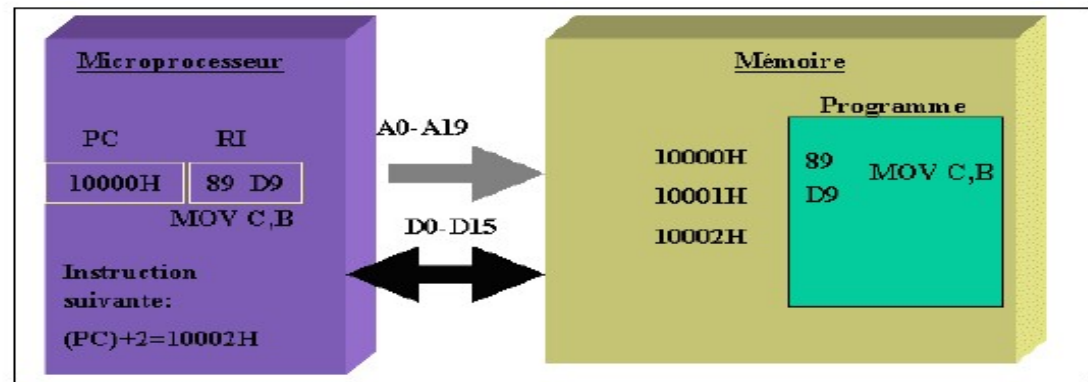 Microprocesseur
PC RI
10000H 89 D9
MOV C,B
Instruction
suivante:
(PC)+2=10002H
A0-A19
D0-D15
Mémoire
Programme
10000H 89 MOV C,B
10001H D9
10002H